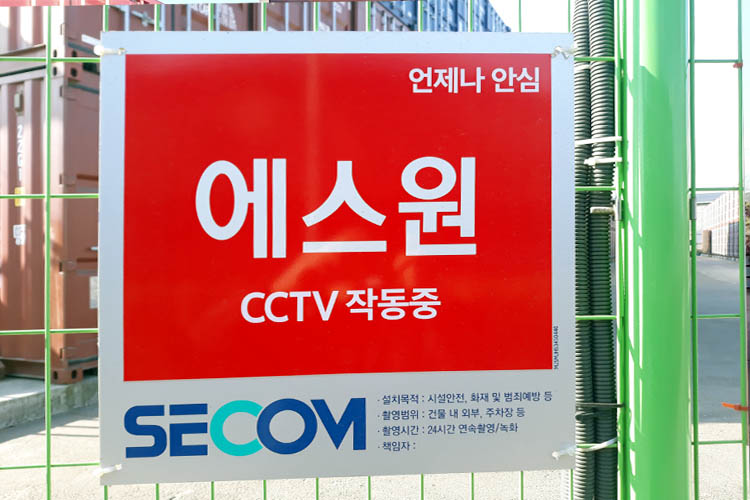 언제나 안심
에스원
CCTV 작동중
SECOM
· 설치목적 : 시설안전, 화재 및 범죄예방 등
· 촬영범위 : 건물 내 외부, 주차장 등
· 촬영시간 : 24시간 연속촬영/녹화
· 책임자 :